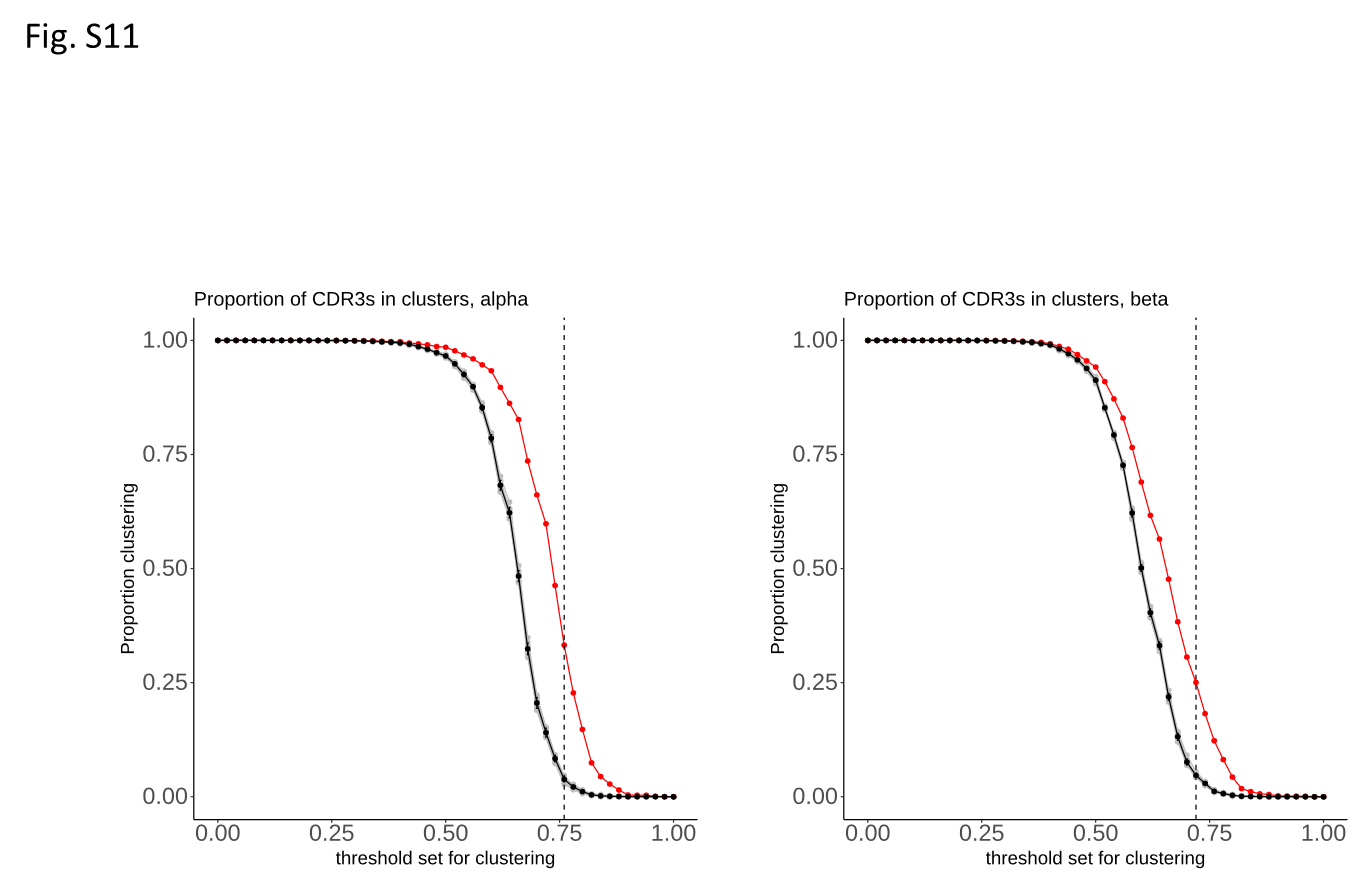 Fig. S11
Proportion of CDR3s in clusters, alpha
1.00
0.75
0.50
0.25
0.00
Proportion clustering
0.00 0.25 0.50 0.75 1.00
threshold set for clustering
Proportion of CDR3s in clusters, beta
1.00
0.75
0.50
0.25
0.00
Proportion clustering
0.00 0.25 0.50 0.75 1.00
threshold set for clustering